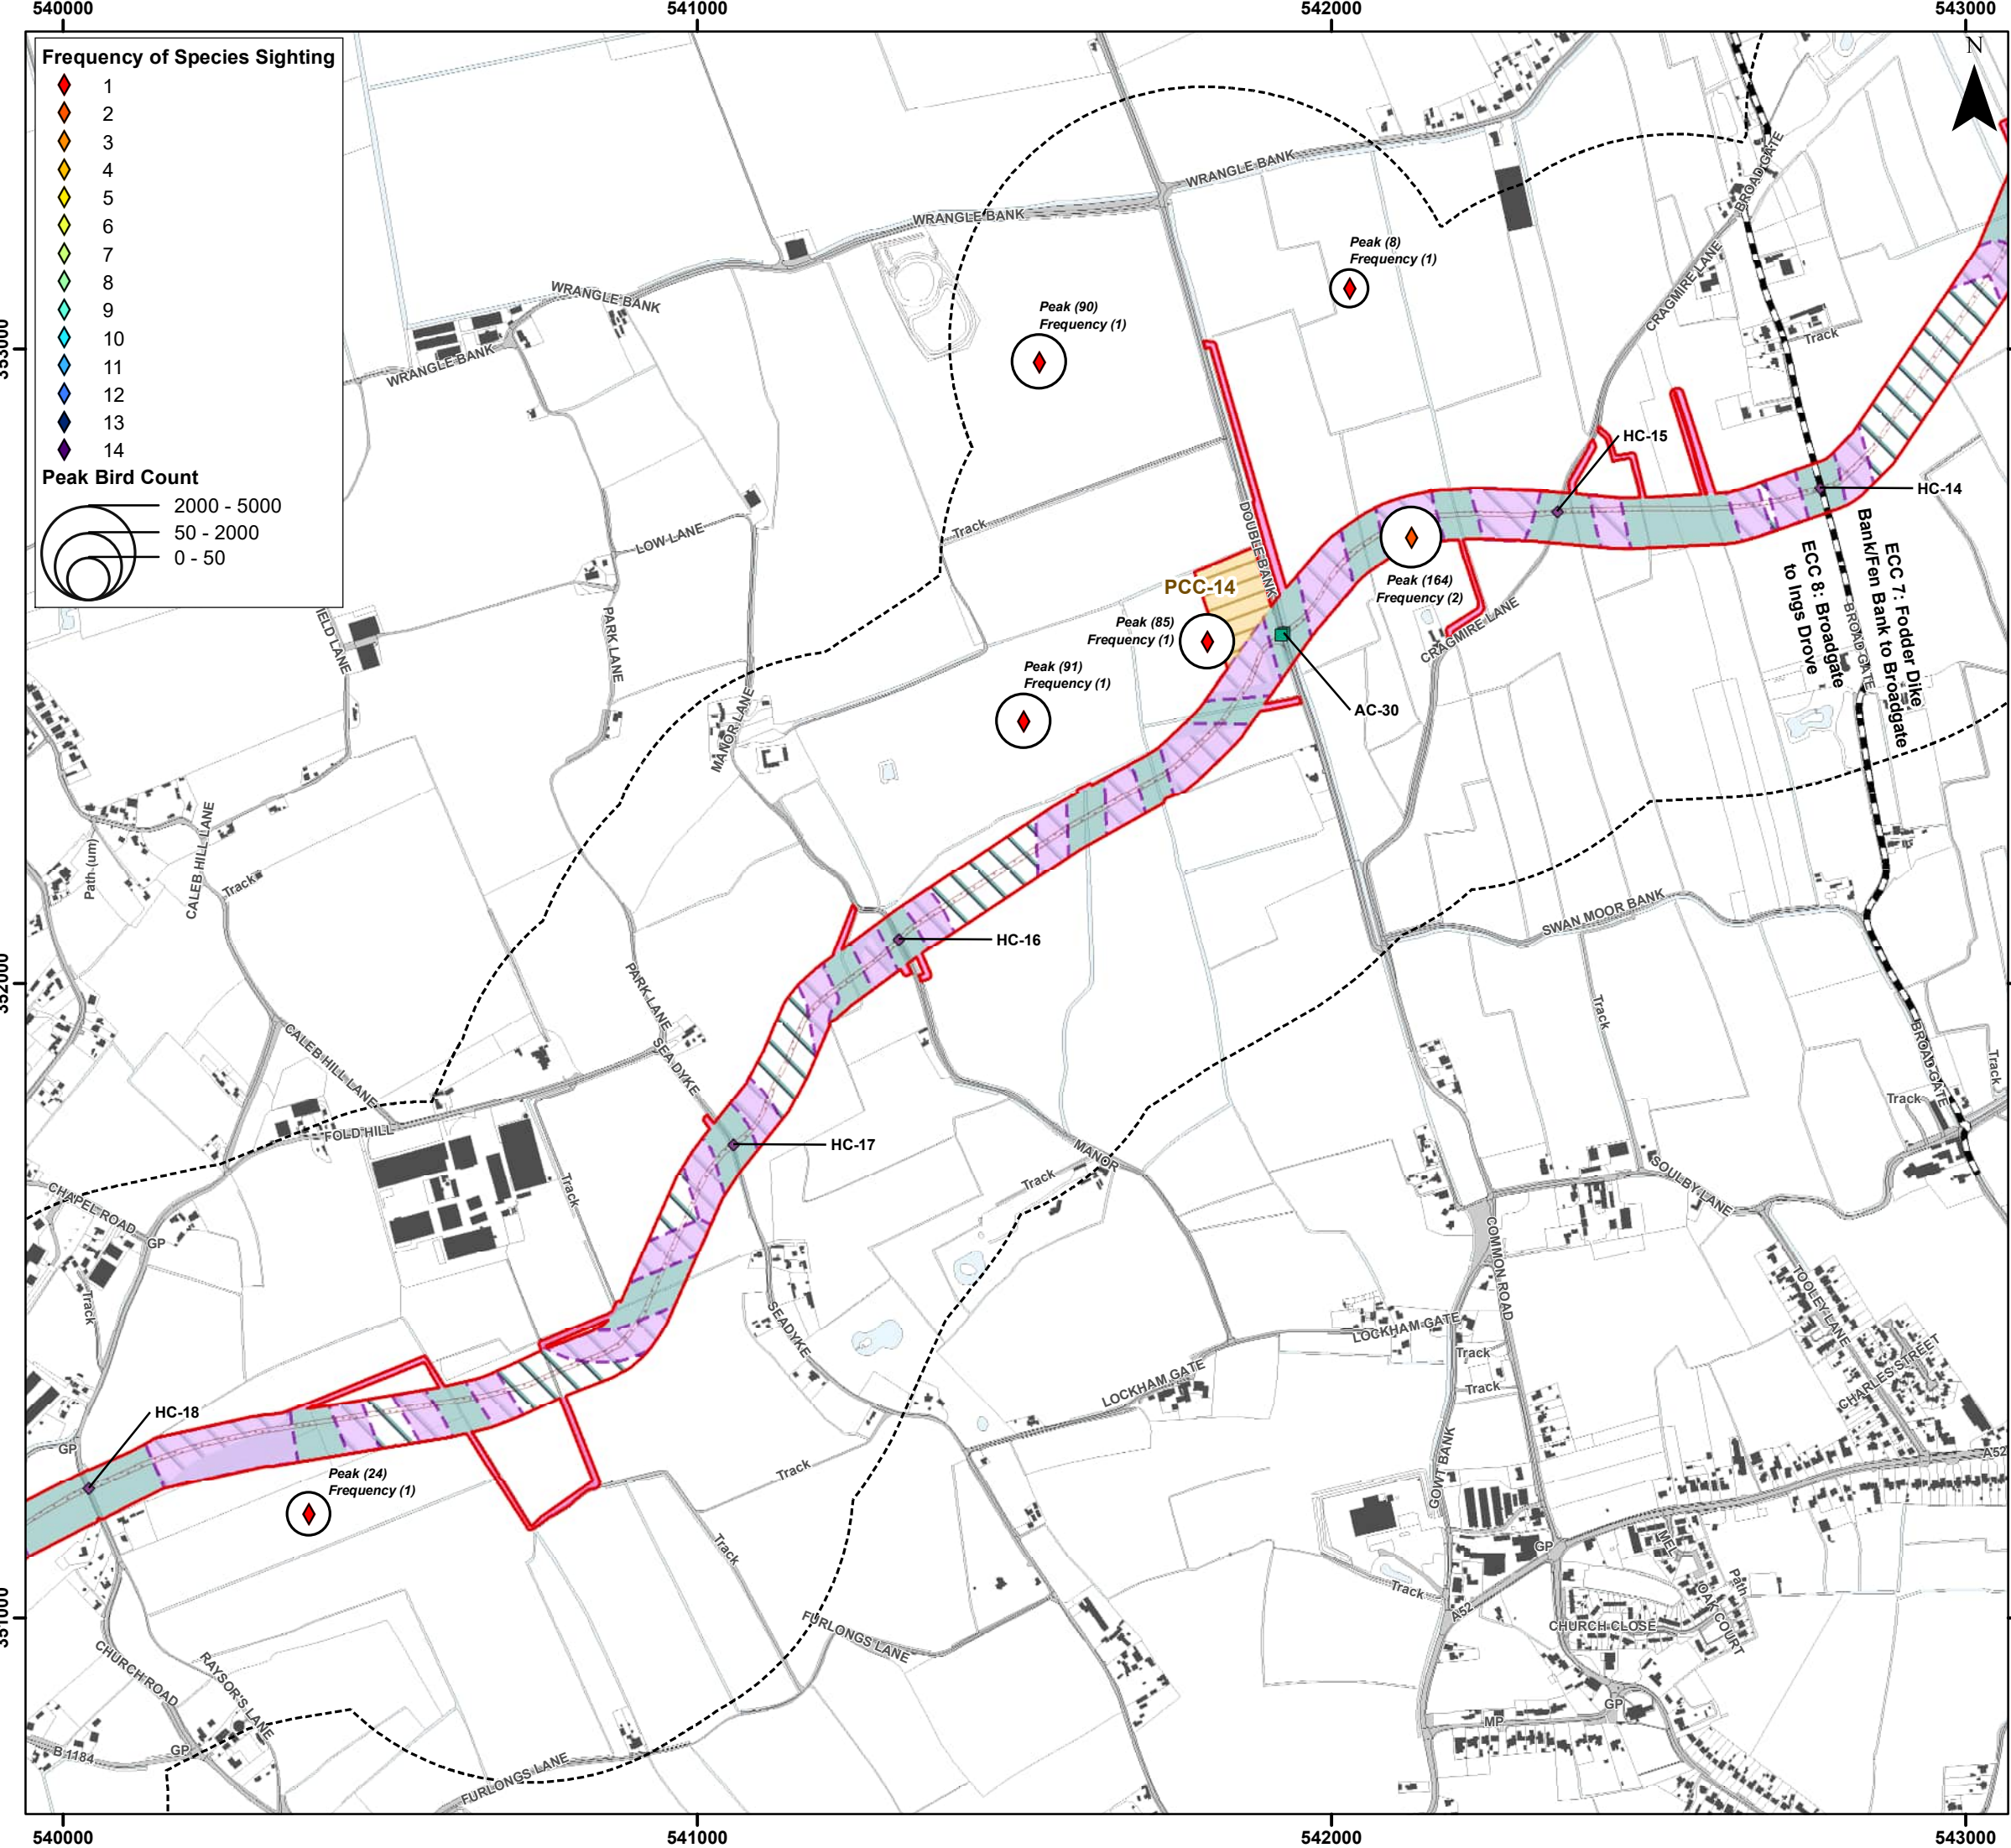 540000
541000
542000
543000
N
Frequency of Species Sighting
1
2
3
4
5
6
7
8
9
10
11
12
13
14
Peak Bird Count
2000 - 5000
50 - 2000
0 - 50
WRANGLE BANK
WRANGLE BANK
WRANGLE BANK
WRANGLE BANK
BROADGATE
CRAGMIRE LANE
Track
Peak (8)
Frequency (1)
Peak (90)
Frequency (1)
HC-15
HC-14
DOUBLE BANK
Track
LOW LANE
PCC-14
Peak (164)
Frequency (2)
Peak (85)
Frequency (1)
CRAGMIRE LANE
ECC 7: Fodder Dike
Bank/Fen Bank to Broadgate
ECC 8: Broadgate
to Ings Drove
BROAD GATE
IELD LANE
PARK LANE
Peak (91)
Frequency (1)
MANOR LANE
AC-30
Path (um)
CALEB HILL LANE
Track
SWAN MOOR BANK
HC-16
PARK LANE
352000
Track
CALEB HILL LANE
SEA DYKE
BROAD GATE
Track
Track
FOLD HILL
HC-17
MANOR
Track
Track
SOULBY LANE
CHAPEL ROAD
GP
COMMON ROAD
TOOLEY LANE
Track
SEADYKE
LOCKHAM GATE
Track
Track
LOCKHAM GATE
CHARLES STREET
HC-18
GP
A52
Track
GOWT BANK
Peak (24)
Frequency (1)
Track
GP
MEL
Path
OAK COURT
Track
A52
CHURCH CLOSE
FURLONGS LANE
CHURCH ROAD
RAYSOR'S LANE
GP
MP
B 1184
GP
FURLONGS LANE
540000
541000
542000
543000